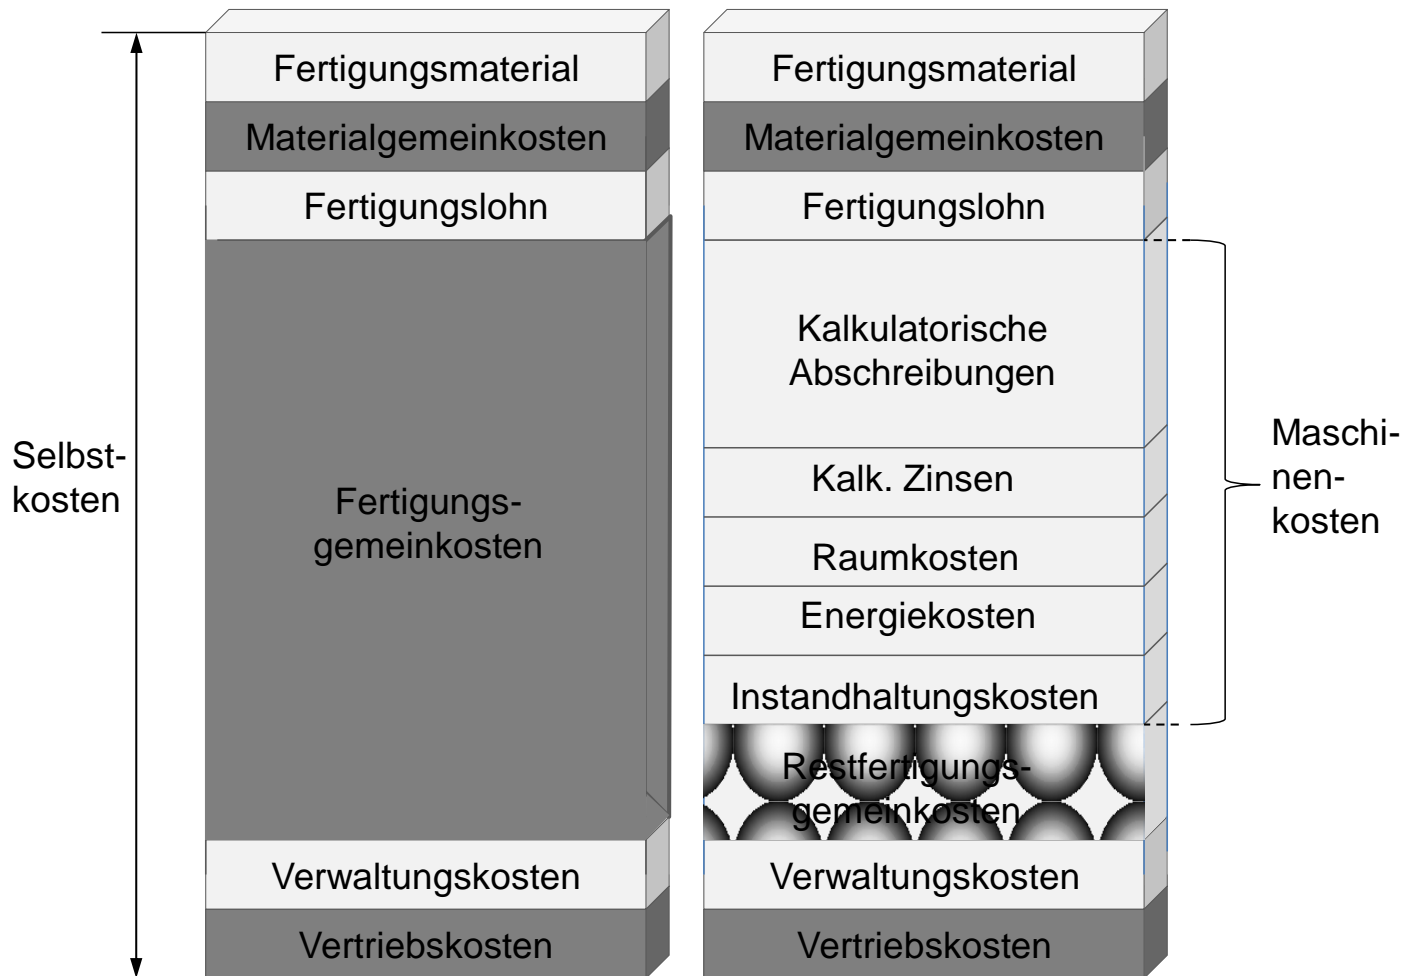 Selbst-
kosten
Fertigungsmaterial
Materialgemeinkosten
Fertigungslohn
Fertigungs-
gemeinkosten
Verwaltungskosten
Vertriebskosten
Fertigungsmaterial
Materialgemeinkosten
Fertigungslohn
Kalkulatorische
Abschreibungen
Kalk. Zinsen
Raumkosten
Energiekosten
Instandhaltungskosten
Restfertigungs-
gemeinkosten
Verwaltungskosten
Vertriebskosten
Maschi-
nen-
kosten